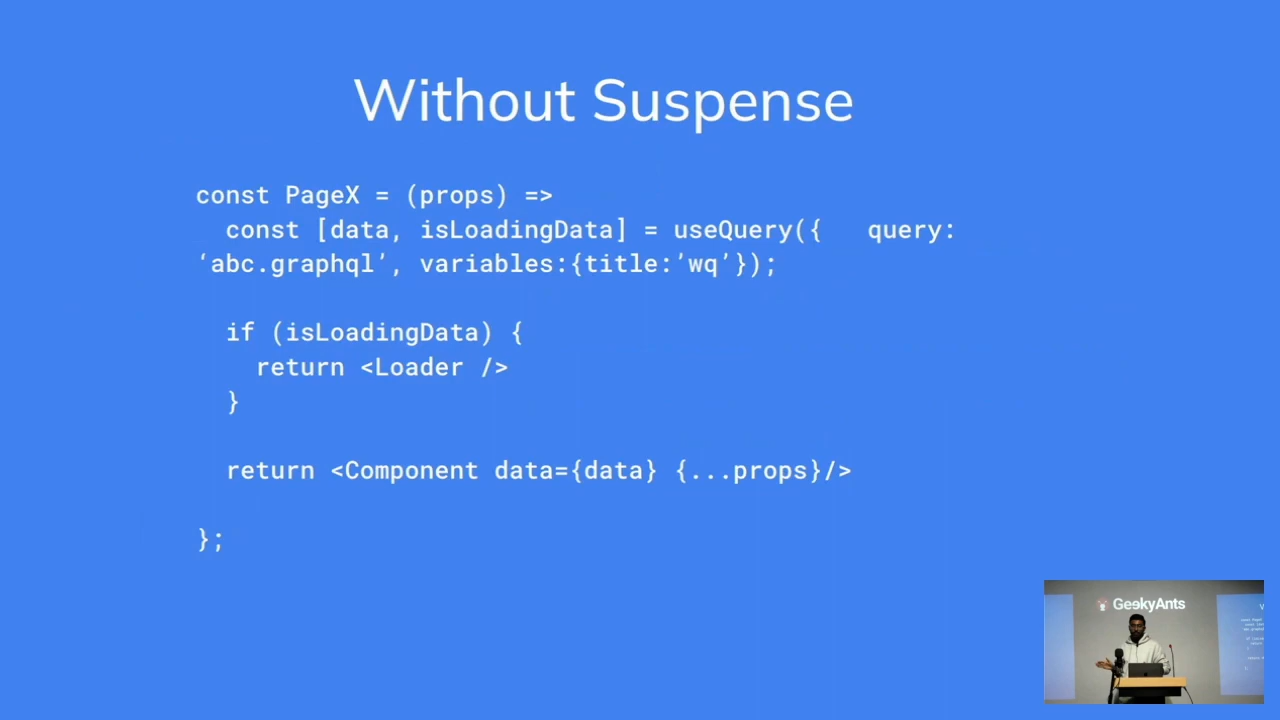 Without Suspense
const PageX = (props) =>
const [data, isLoadingData] = useQuery({   query:
‘abc.graphql’, variables:{title:’wq’});
if (isLoadingData) {
return <Loader />
}
return <Component data={data} {...props}/>
};
GeekyAnts